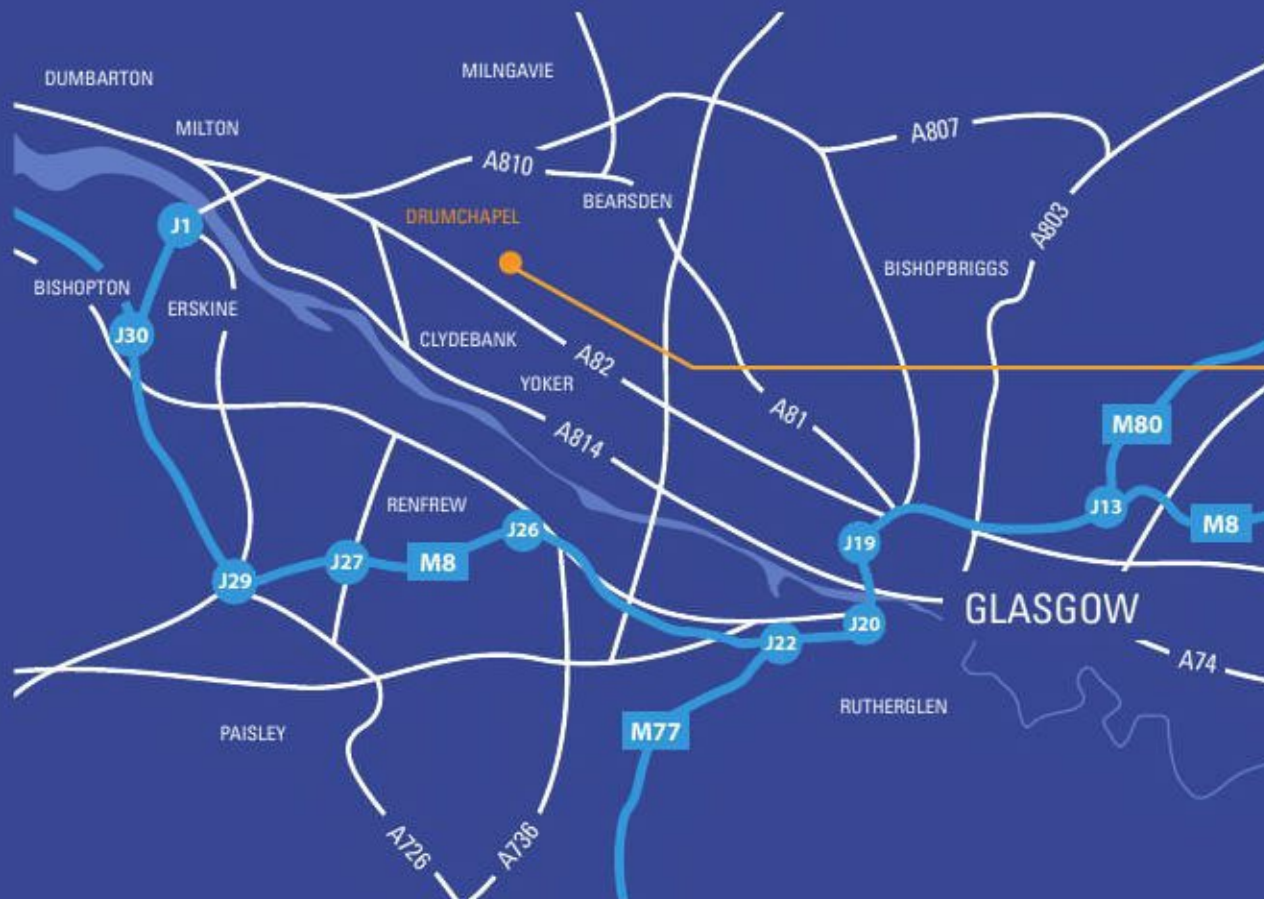 DUMBARTON
MILNGAVIE
MILTON
A807
A810
BEARSDEN
DRUMCHAPEL
A803
J1
BISHOPBRIGGS
BISHOPTON
ERSKINE
J30
CLYDEBANK
A82
YOKER
A81
M80
A814
RENFREW
J13
M8
J26
J19
J27
M8
J29
GLASGOW
J20
J22
A74
RUTHERGLEN
M77
PAISLEY
A726
A736